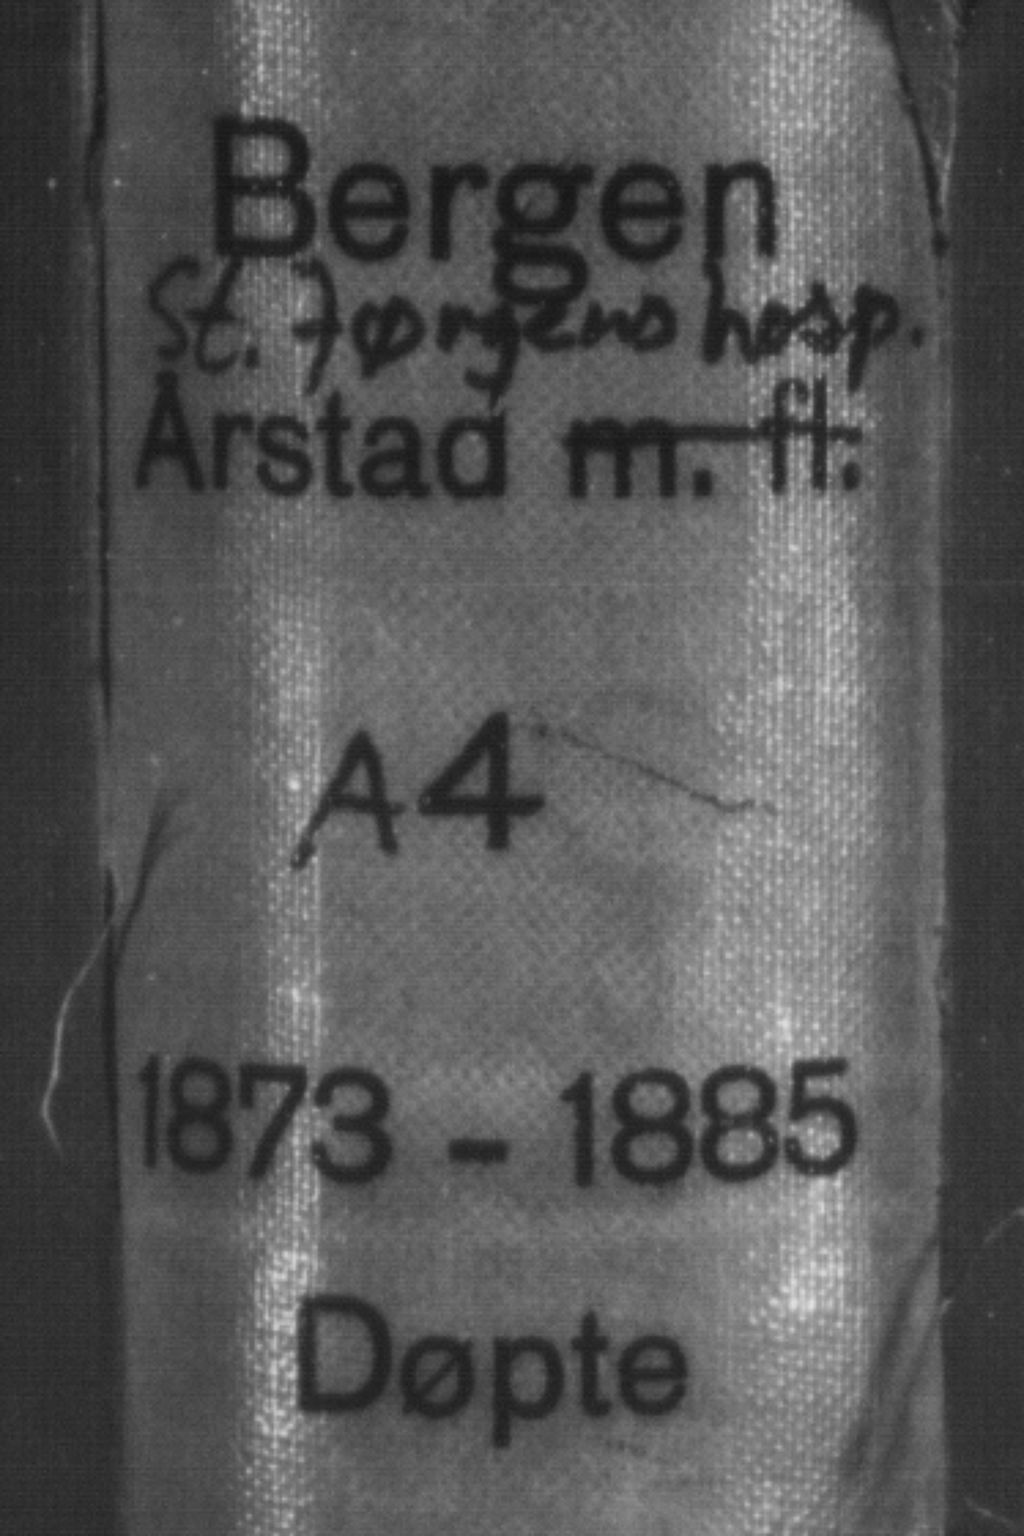 Bergen
St. Jørgens hosp.
Årstad m. fl.
A4
1873 - 1885
Døpte